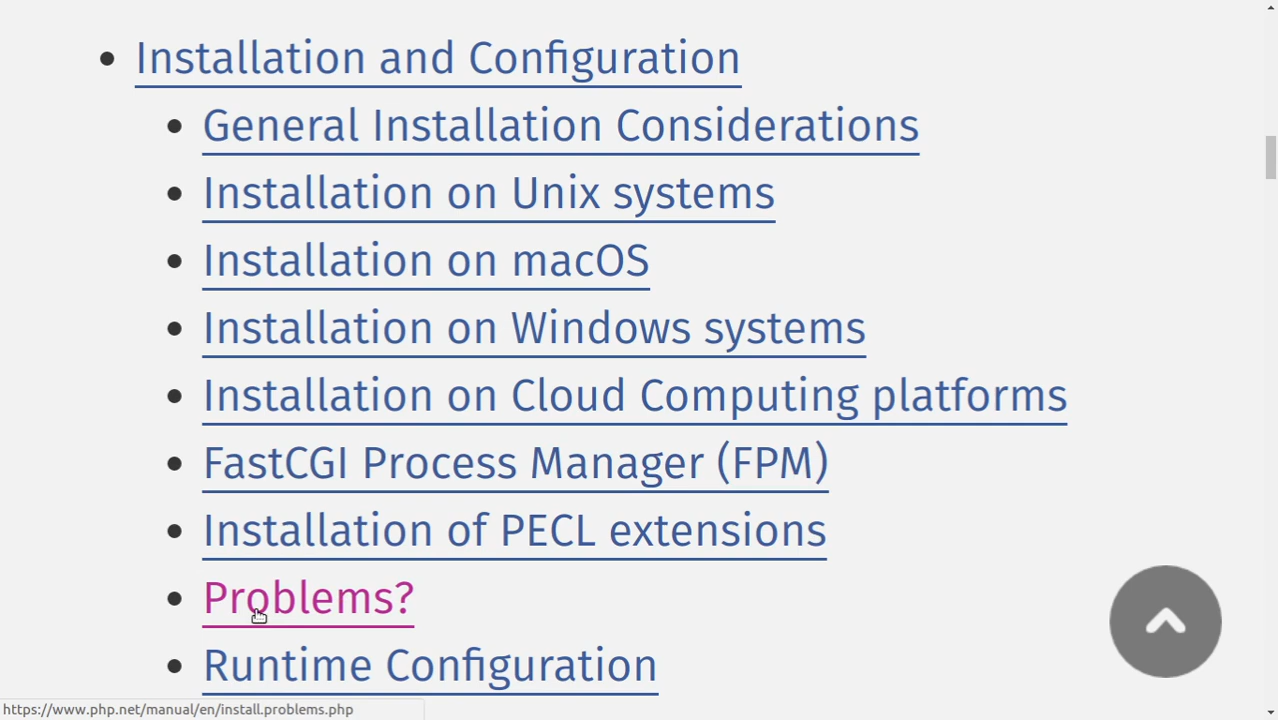 Installation and Configuration
General Installation Considerations
Installation on Unix systems
Installation on macOS
Installation on Windows systems
Installation on Cloud Computing platforms
FastCGI Process Manager (FPM)
Installation of PECL extensions
Problems?
Runtime Configuration
https://www.php.net/manual/en/install.problems.php